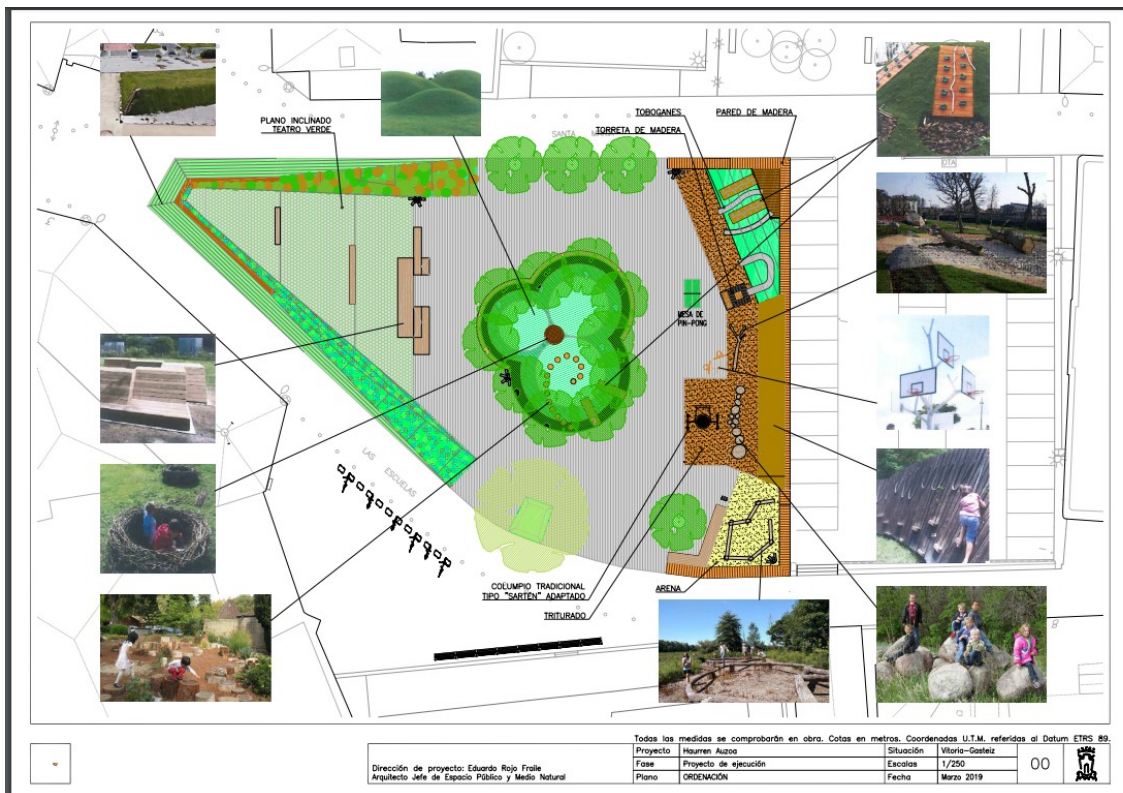 PLANO INCLINADO
TEATRO VERDE
TOBOGANES
PARED DE MADERA
TORRETA DE MADERA
SANTA
OTA
MESA DE
PIN-PONG
LAS ESCUELAS
COLUMPIO TRADICIONAL
TIPO "SARTÉN" ADAPTADO
TRITURADO
ARENA
Todas las medidas se comprobarán en obra. Cotas en metros. Coordenadas U.T.M. referidas al Datum ETRS 89.
Dirección de proyecto: Eduardo Rojo Fraile
Arquitecto Jefe de Espacio Público y Medio Natural
Proyecto Haurren Auzoa Situación Vitoria-Gasteiz
Fase Proyecto de ejecución Escalas 1/250
Plano ORDENACIÓN Fecha Marzo 2019
00